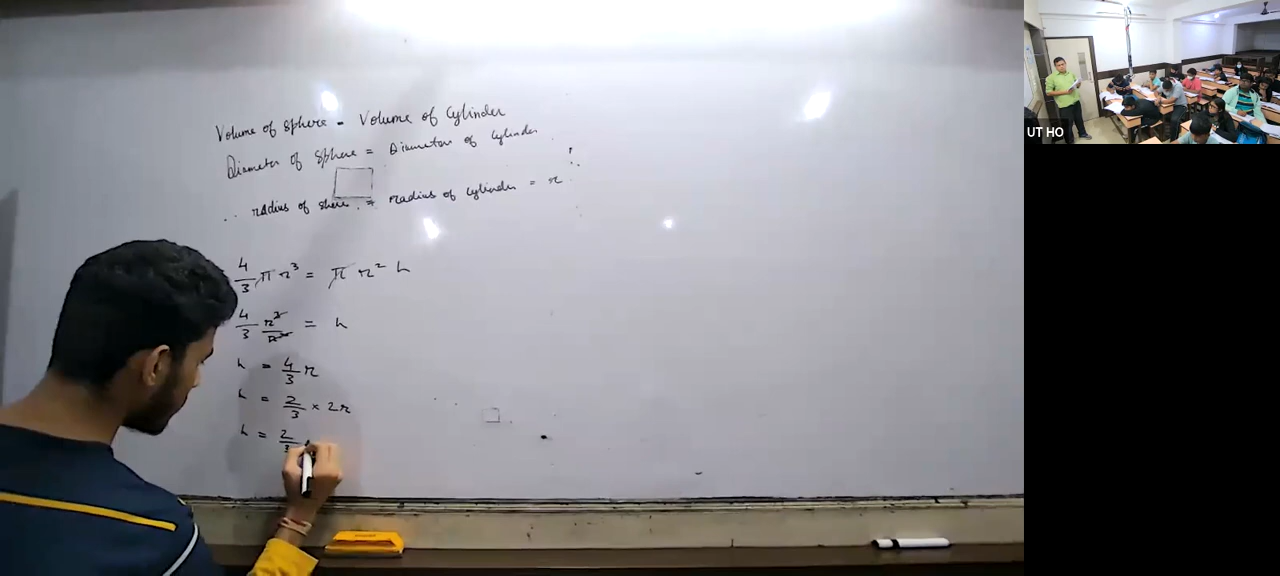 Volume of Sphere = Volume of Cylinder
Diameter of Sphere = Diameter of Cylinder
∴ radius of shere = radius of cylinder = r
4/3 π r³ = π r² h
4/3 r³/r² = h
h = 4/3 r
h = 2/3 × 2r
h = 2/3
UT HO